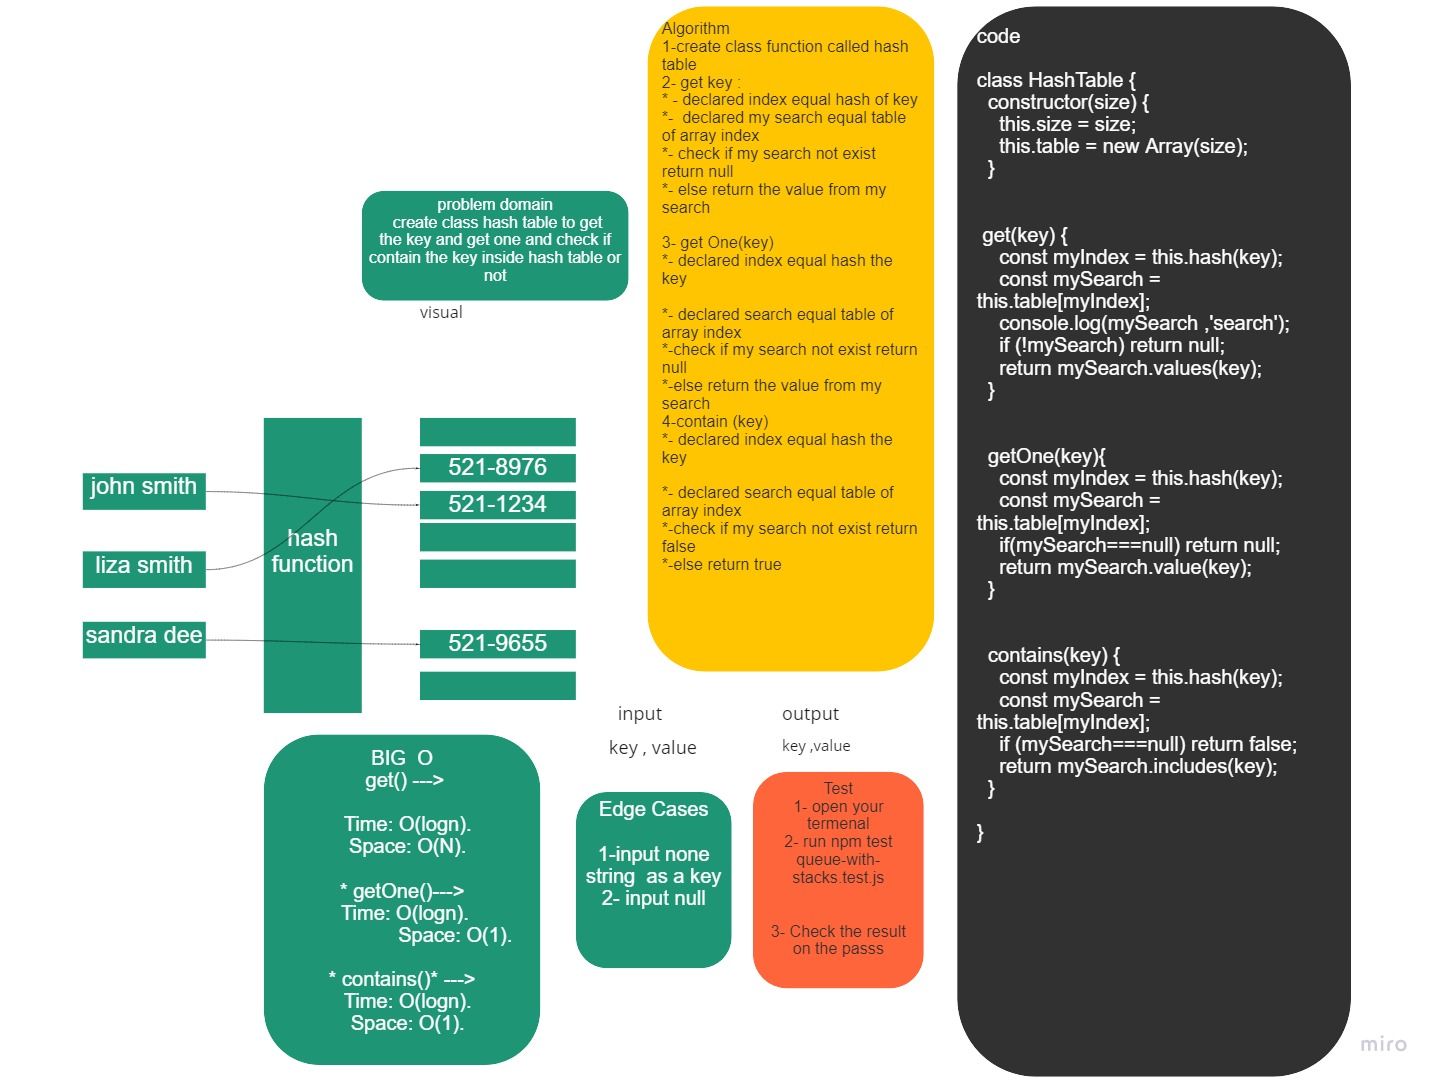 problem domain
create class hash table to get
the key and get one and check if
contain the key inside hash table or
not
visual
john smith
liza smith
sandra dee
hash
function
521-8976
521-1234
521-9655
BIG  O
get() --->
Time: O(logn).
Space: O(N).
* getOne()--->
Time: O(logn).
Space: O(1).
* contains()* --->
Time: O(logn).
Space: O(1).
input
key , value
output
key ,value
Edge Cases
1-input none
string  as a key
2- input null
Test
1- open your
termenal
2- run npm test
queue-with-
stacks.test.js
3- Check the result
on the passs
Algorithm
1-create class function called hash
table
2- get key :
* - declared index equal hash of key
*-  declared my search equal table
of array index
*- check if my search not exist
return null
*- else return the value from my
search
3- get One(key)
*- declared index equal hash the
key
*- declared search equal table of
array index
*-check if my search not exist return
null
*-else return the value from my
search
4-contain (key)
*- declared index equal hash the
key
*- declared search equal table of
array index
*-check if my search not exist return
false
*-else return true
code
class HashTable {
constructor(size) {
this.size = size;
this.table = new Array(size);
}
get(key) {
const myIndex = this.hash(key);
const mySearch =
this.table[myIndex];
console.log(mySearch ,'search');
if (!mySearch) return null;
return mySearch.values(key);
}
getOne(key){
const myIndex = this.hash(key);
const mySearch =
this.table[myIndex];
if(mySearch===null) return null;
return mySearch.value(key);
}
contains(key) {
const myIndex = this.hash(key);
const mySearch =
this.table[myIndex];
if (mySearch===null) return false;
return mySearch.includes(key);
}
}
miro